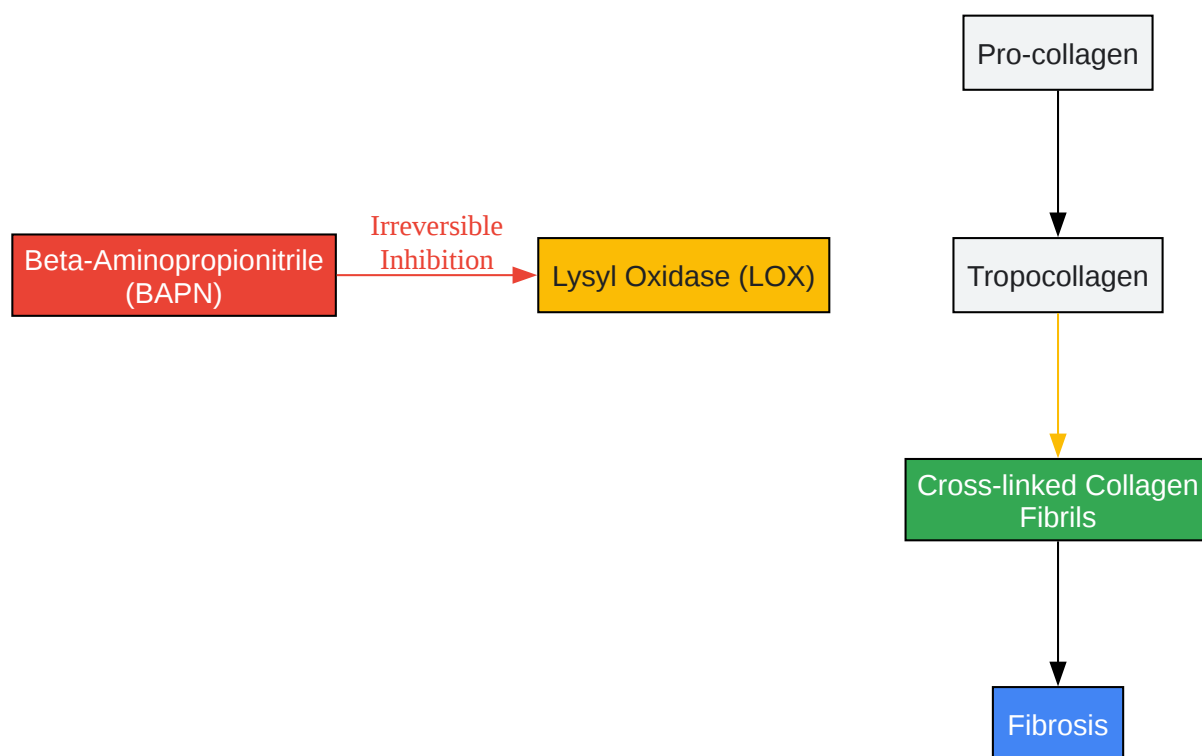 Pro-collagen
Irreversible
Inhibition
Beta-Aminopropionitrile
(BAPN)
Lysyl Oxidase (LOX)
Tropocollagen
Cross-linked Collagen
Fibrils
Fibrosis